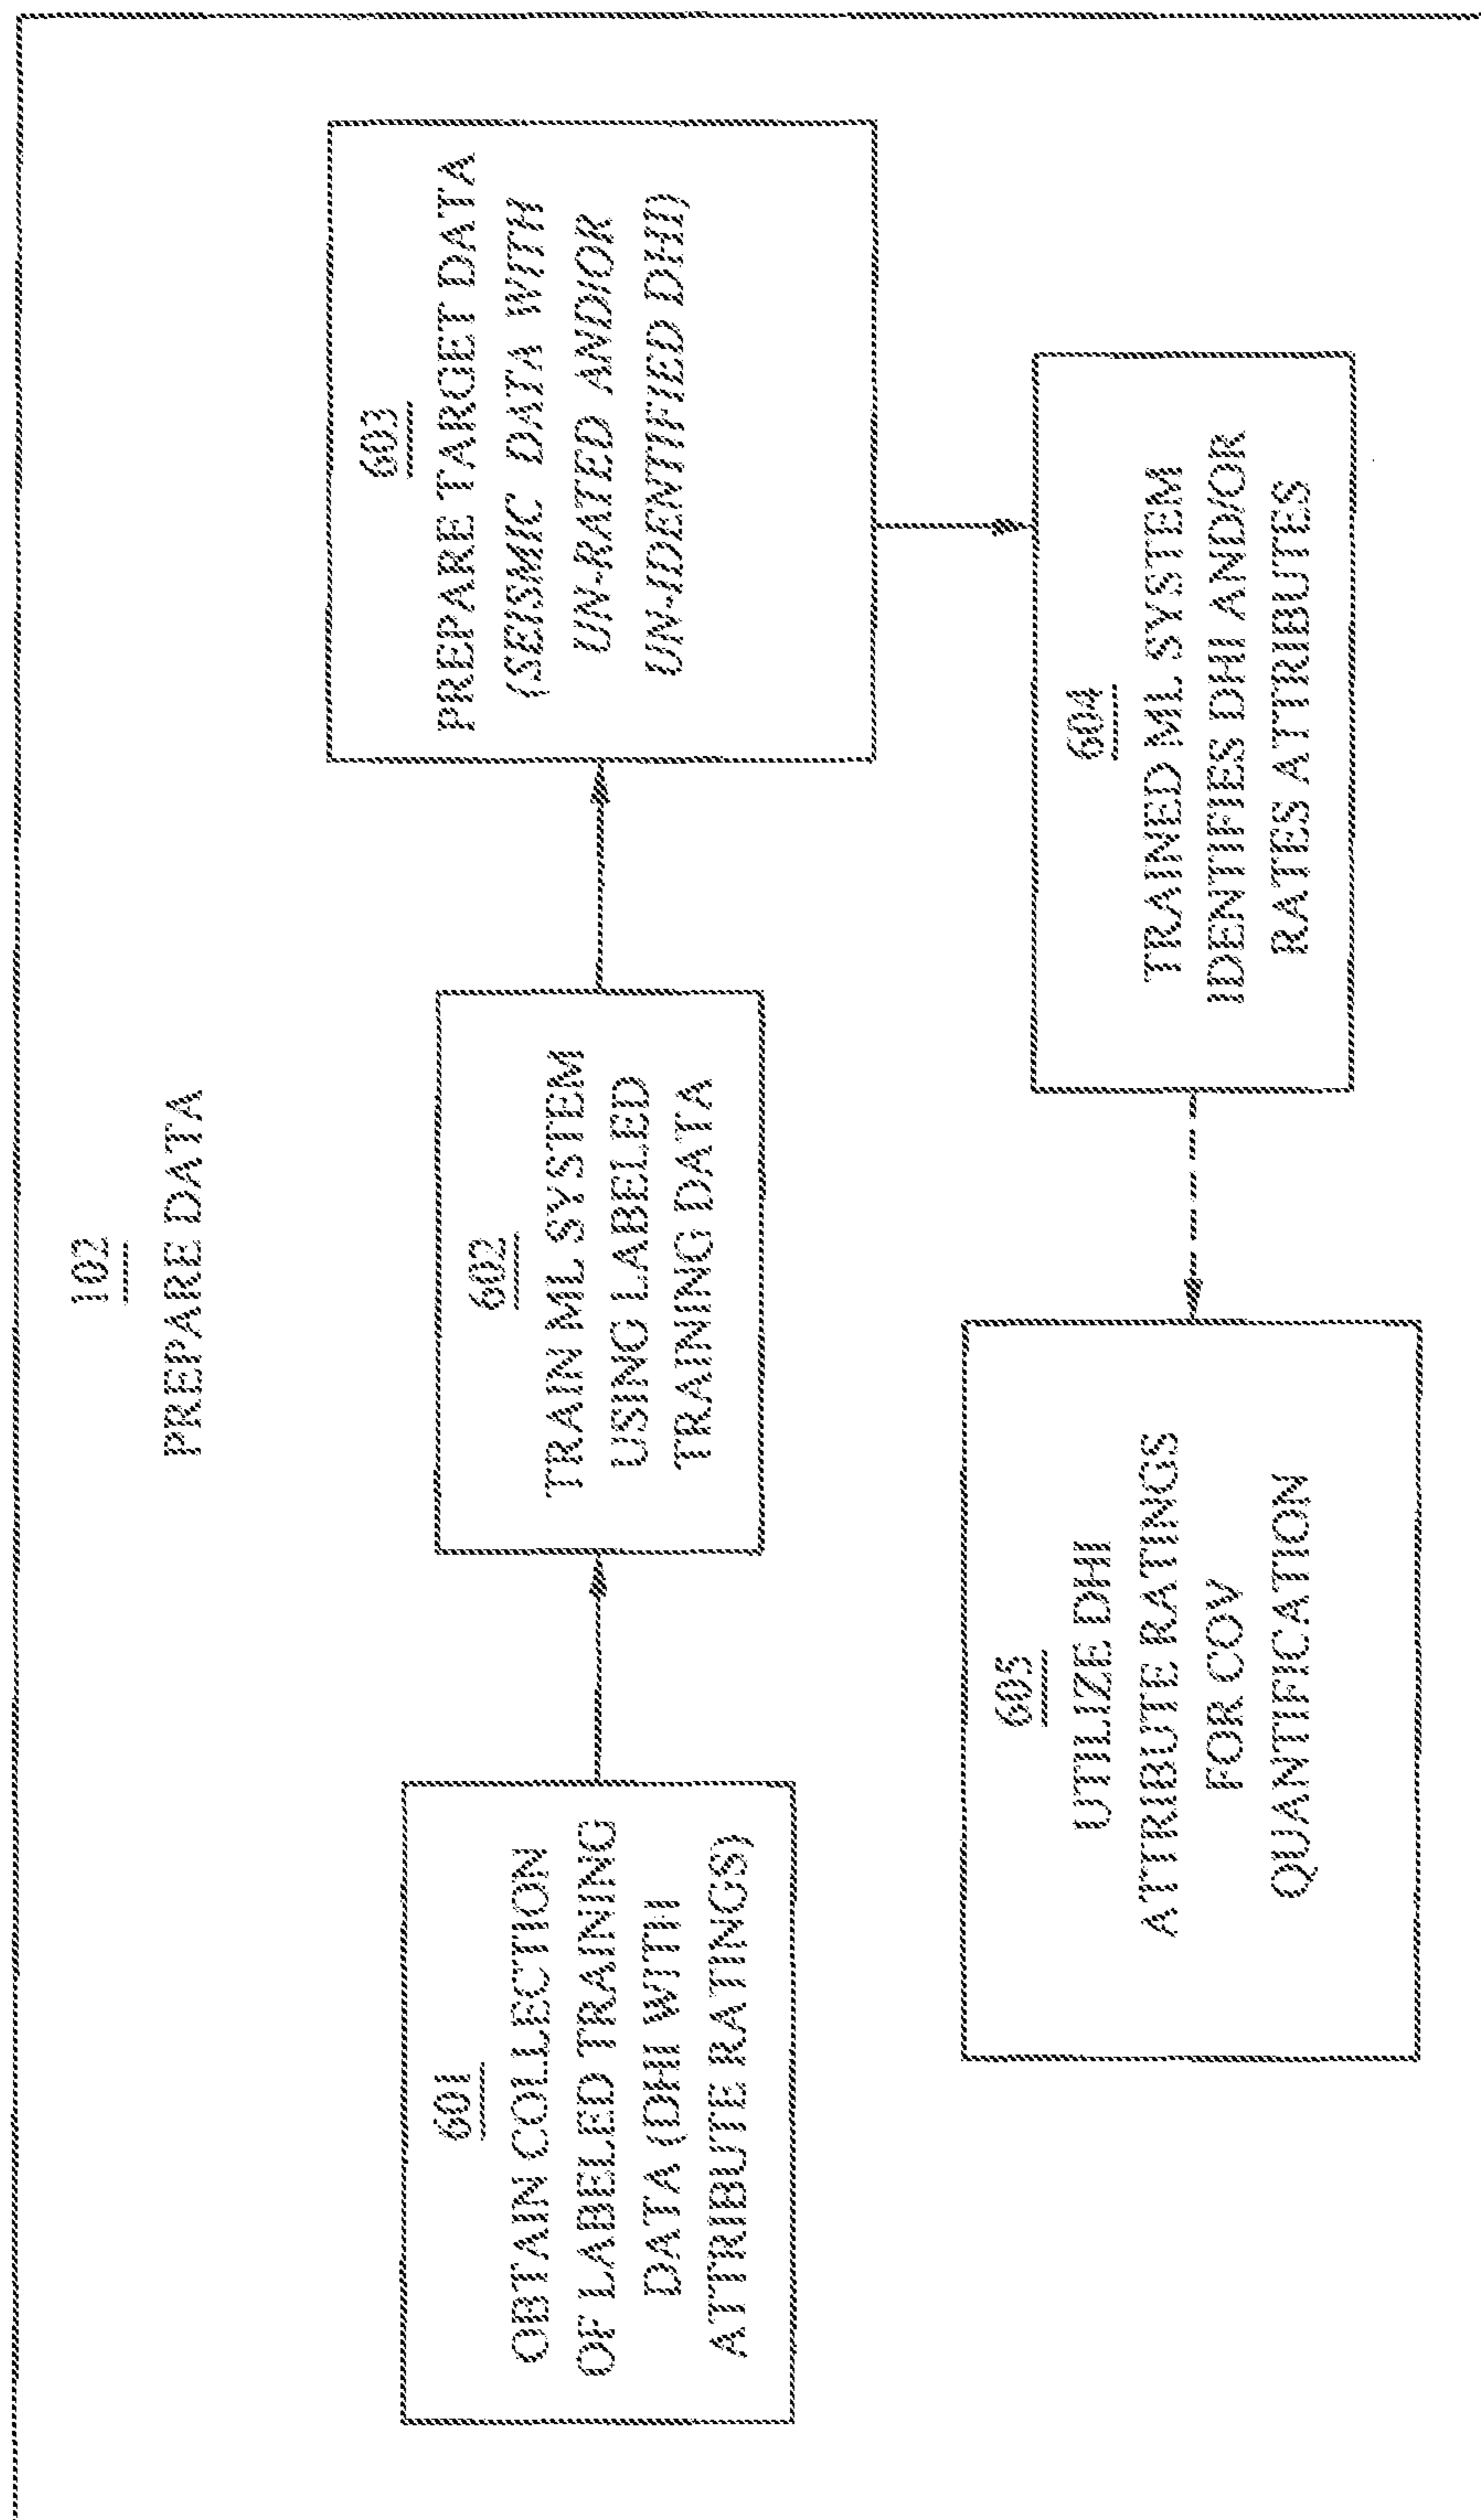 102
PREPARE DATA
601
OBTAIN COLLECTION
OF LABELED TRAINING
DATA (DHI WITH
ATTRIBUTE RATINGS)
602
TRAIN ML SYSTEM
USING LABELED
TRAINING DATA
603
PREPARE TARGET DATA
(SEISMIC DATA WITH
UN-RATED AND/OR
UN-IDENTIFIED DHI)
604
TRAINED ML SYSTEM
IDENTIFIES DHI AND/OR
RATES ATTRIBUTES
605
UTILIZE DHI
ATTRIBUTE RATINGS
FOR COV
QUANTIFICATION